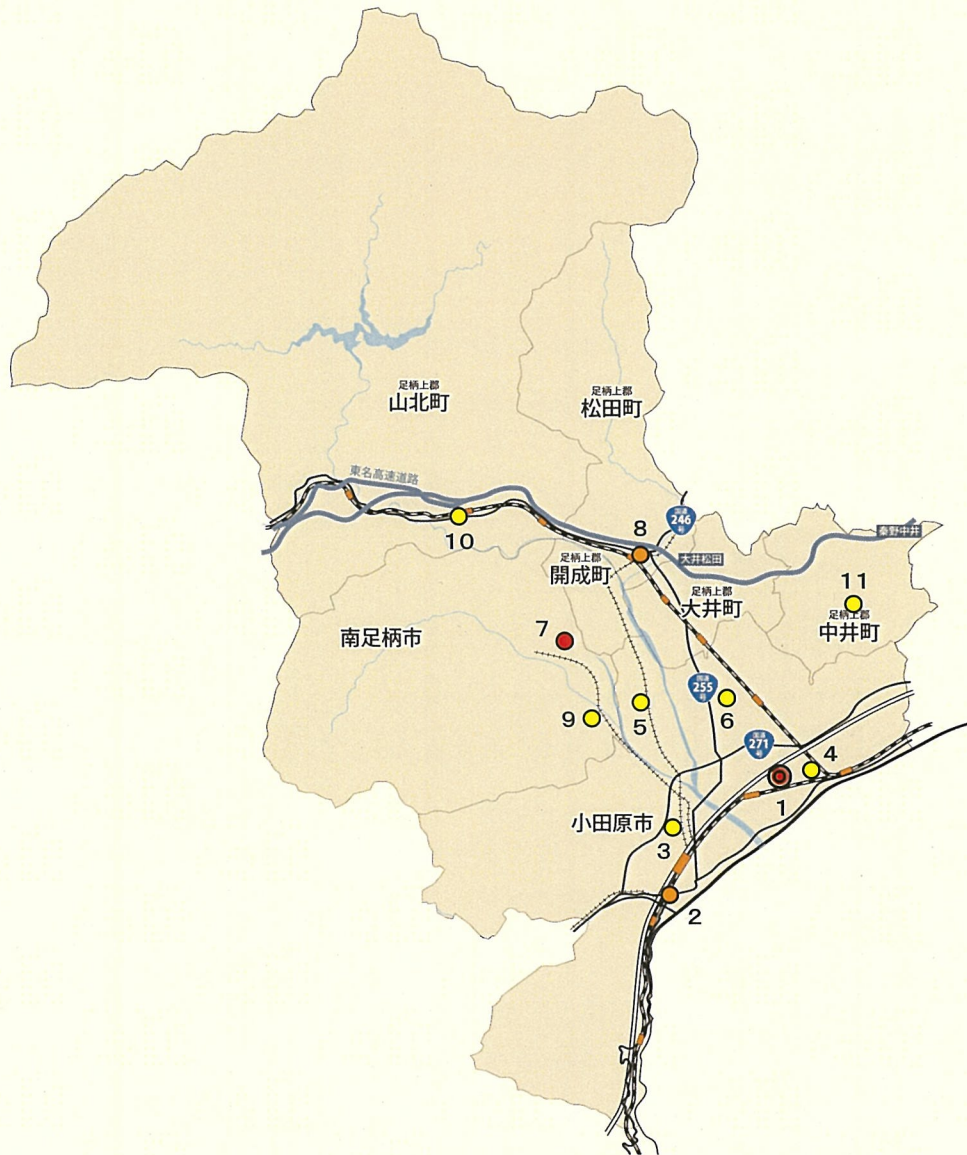 足柄上郡
山北町
足柄上郡
松田町
東名高速道路
国道
246
号
秦野中井
10
8
大井松田
足柄上郡
開成町
足柄上郡
大井町
11
足柄上郡
中井町
南足柄市
7
国道
255
号
9
5
6
国道
271
号
4
1
小田原市
3
2